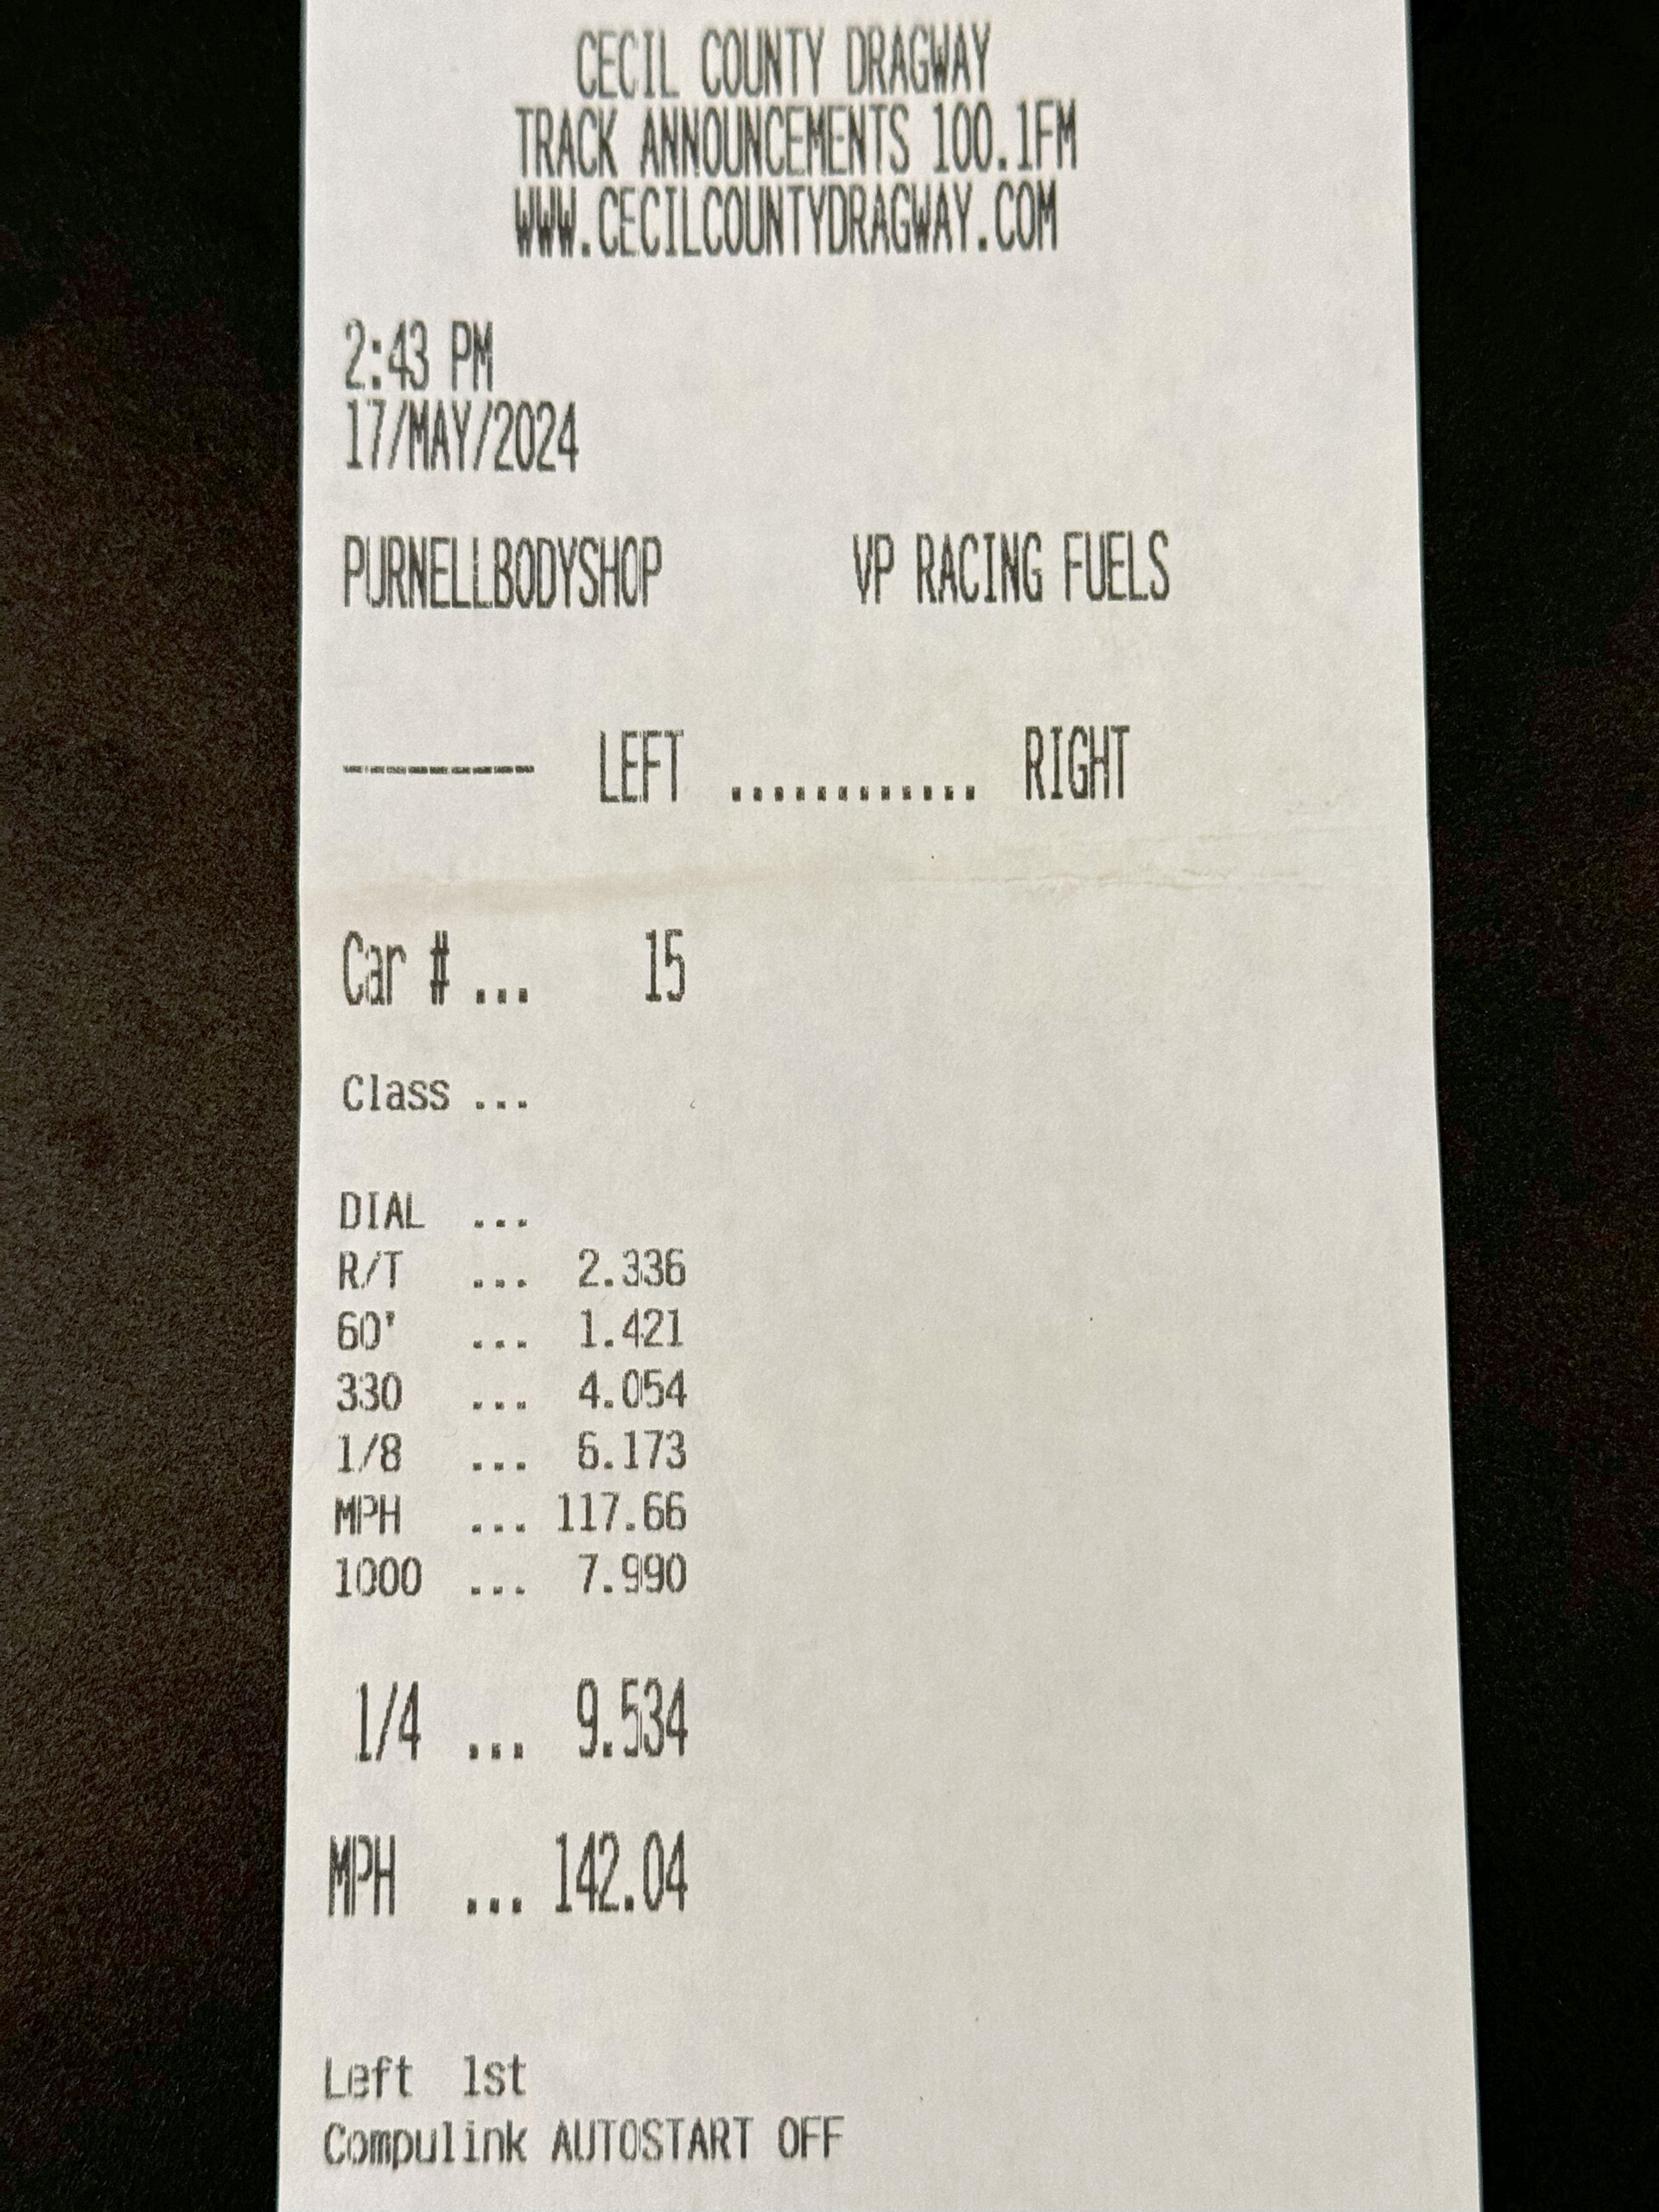 CECIL COUNTY DRAGWAY
TRACK ANNOUNCEMENTS 100.1FM
WWW.CECILCOUNTYDRAGWAY.COM
2:43 PM
17/MAY/2024
PURNELLBODYSHOP VP RACING FUELS
--------- LEFT ............ RIGHT
Car # ... 15
Class ...
DIAL ...
R/T ... 2.336
60' ... 1.421
330 ... 4.054
1/8 ... 6.173
MPH ... 117.66
1000 ... 7.990
1/4 ... 9.534
MPH ... 142.04
Left 1st
Compulink AUTOSTART OFF